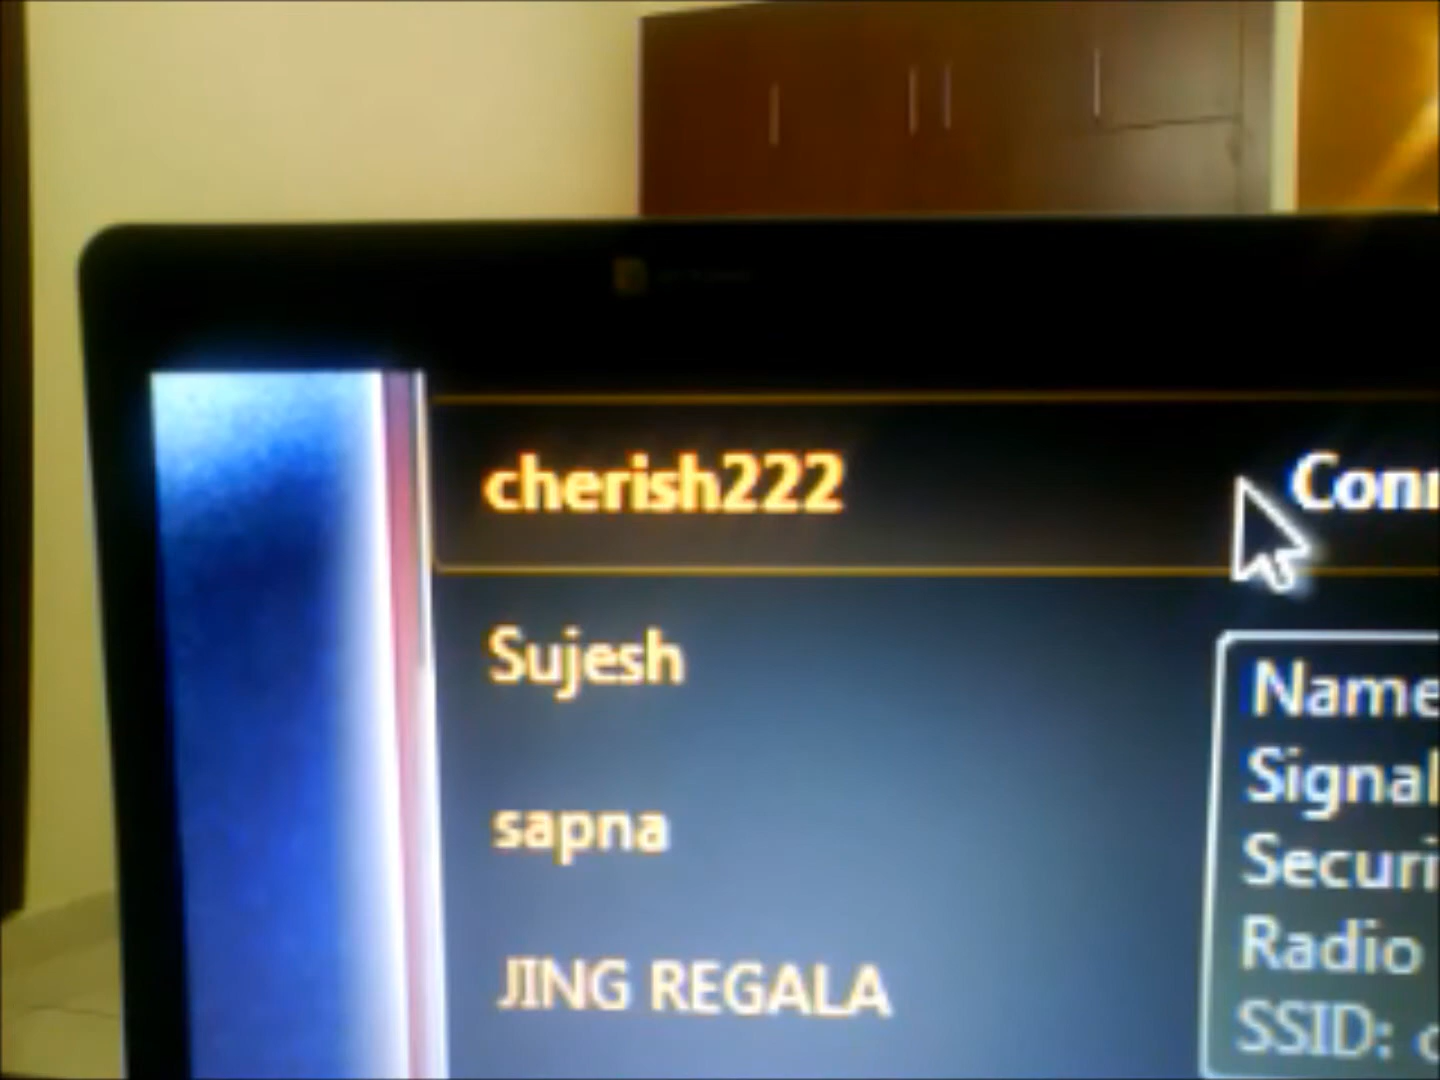 cherish222
Conn
Sujesh
Name
Signal
sapna
Securi
Radio
JING REGALA
SSID: c